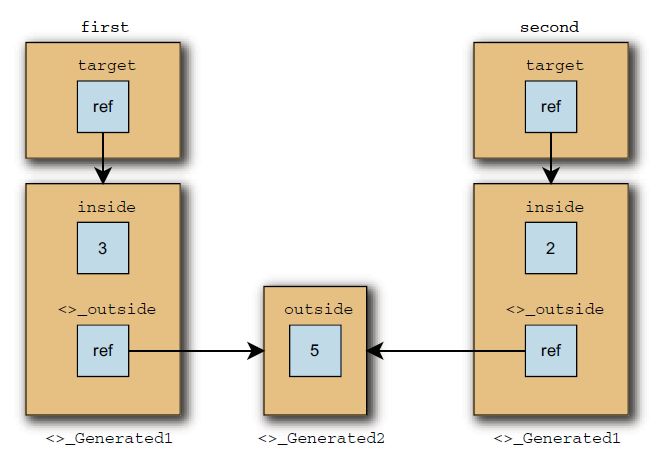 first
second
target
target
ref
ref
inside
inside
3
2
<>_outside
outside
<>_outside
ref
5
ref
<>_Generated1
<>_Generated2
<>_Generated1